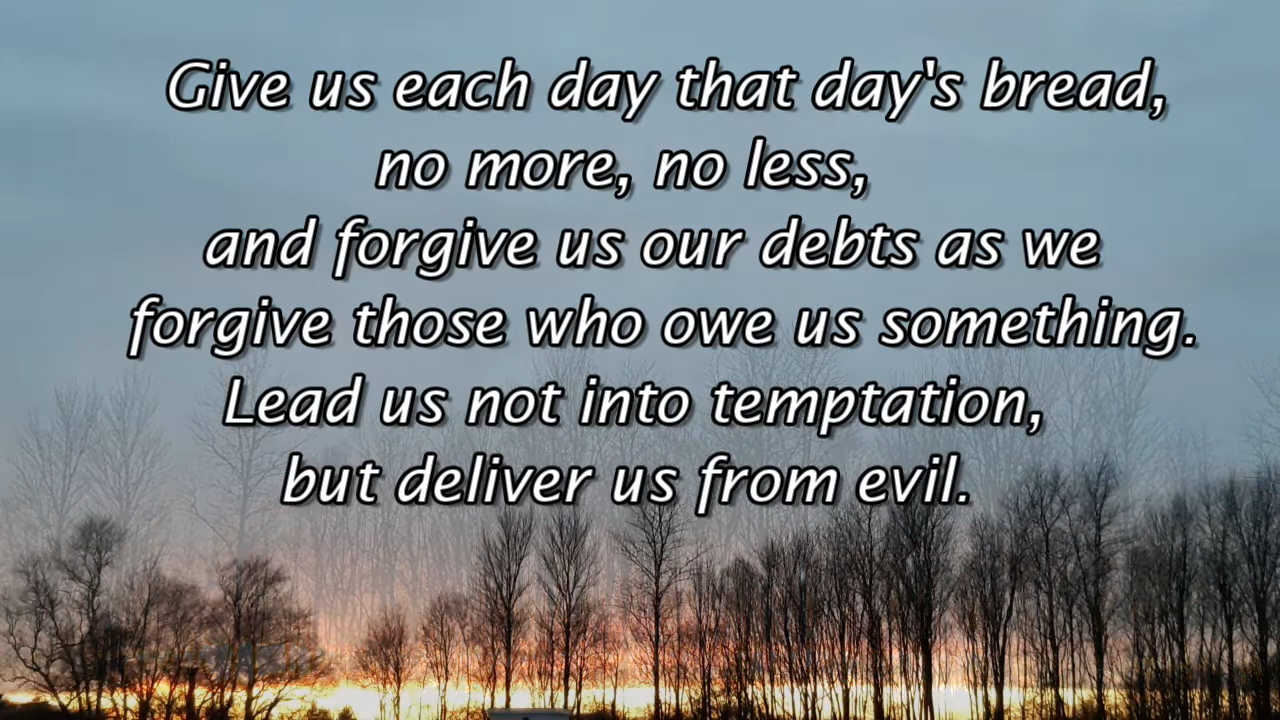 Give us each day that day's bread,
no more, no less,
and forgive us our debts as we
forgive those who owe us something.
Lead us not into temptation,
but deliver us from evil.